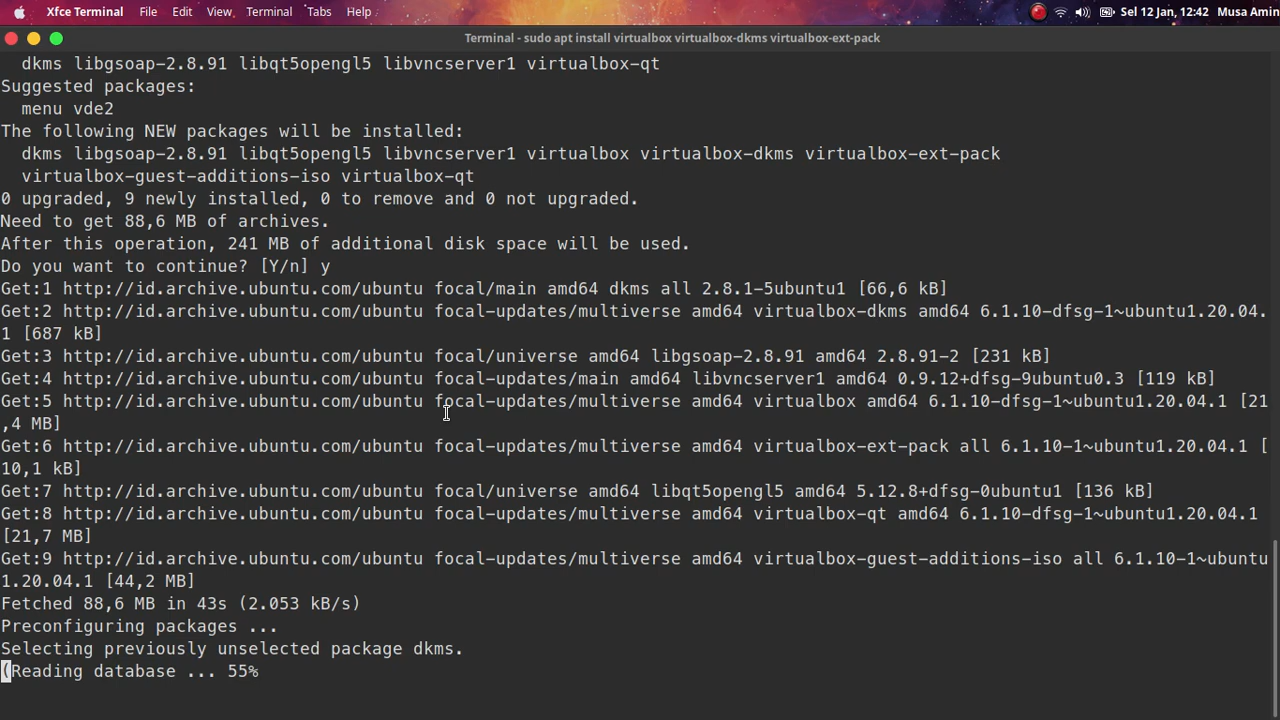 Xfce Terminal File Edit View Terminal Tabs Help Sel 12 Jan, 12:42 Musa Amin
Terminal - sudo apt install virtualbox virtualbox-dkms virtualbox-ext-pack
dkms libgsoap-2.8.91 libqt5opengl5 libvncserver1 virtualbox-qt
Suggested packages:
menu vde2
The following NEW packages will be installed:
dkms libgsoap-2.8.91 libqt5opengl5 libvncserver1 virtualbox virtualbox-dkms virtualbox-ext-pack
virtualbox-guest-additions-iso virtualbox-qt
0 upgraded, 9 newly installed, 0 to remove and 0 not upgraded.
Need to get 88,6 MB of archives.
After this operation, 241 MB of additional disk space will be used.
Do you want to continue? [Y/n] y
Get:1 http://id.archive.ubuntu.com/ubuntu focal/main amd64 dkms all 2.8.1-5ubuntu1 [66,6 kB]
Get:2 http://id.archive.ubuntu.com/ubuntu focal-updates/multiverse amd64 virtualbox-dkms amd64 6.1.10-dfsg-1~ubuntu1.20.04.
1 [687 kB]
Get:3 http://id.archive.ubuntu.com/ubuntu focal/universe amd64 libgsoap-2.8.91 amd64 2.8.91-2 [231 kB]
Get:4 http://id.archive.ubuntu.com/ubuntu focal-updates/main amd64 libvncserver1 amd64 0.9.12+dfsg-9ubuntu0.3 [119 kB]
Get:5 http://id.archive.ubuntu.com/ubuntu focal-updates/multiverse amd64 virtualbox amd64 6.1.10-dfsg-1~ubuntu1.20.04.1 [21
,4 MB]
Get:6 http://id.archive.ubuntu.com/ubuntu focal-updates/multiverse amd64 virtualbox-ext-pack all 6.1.10-1~ubuntu1.20.04.1 [
10,1 kB]
Get:7 http://id.archive.ubuntu.com/ubuntu focal/universe amd64 libqt5opengl5 amd64 5.12.8+dfsg-0ubuntu1 [136 kB]
Get:8 http://id.archive.ubuntu.com/ubuntu focal-updates/multiverse amd64 virtualbox-qt amd64 6.1.10-dfsg-1~ubuntu1.20.04.1
[21,7 MB]
Get:9 http://id.archive.ubuntu.com/ubuntu focal-updates/multiverse amd64 virtualbox-guest-additions-iso all 6.1.10-1~ubuntu
1.20.04.1 [44,2 MB]
Fetched 88,6 MB in 43s (2.053 kB/s)
Preconfiguring packages ...
Selecting previously unselected package dkms.
(Reading database ... 55%